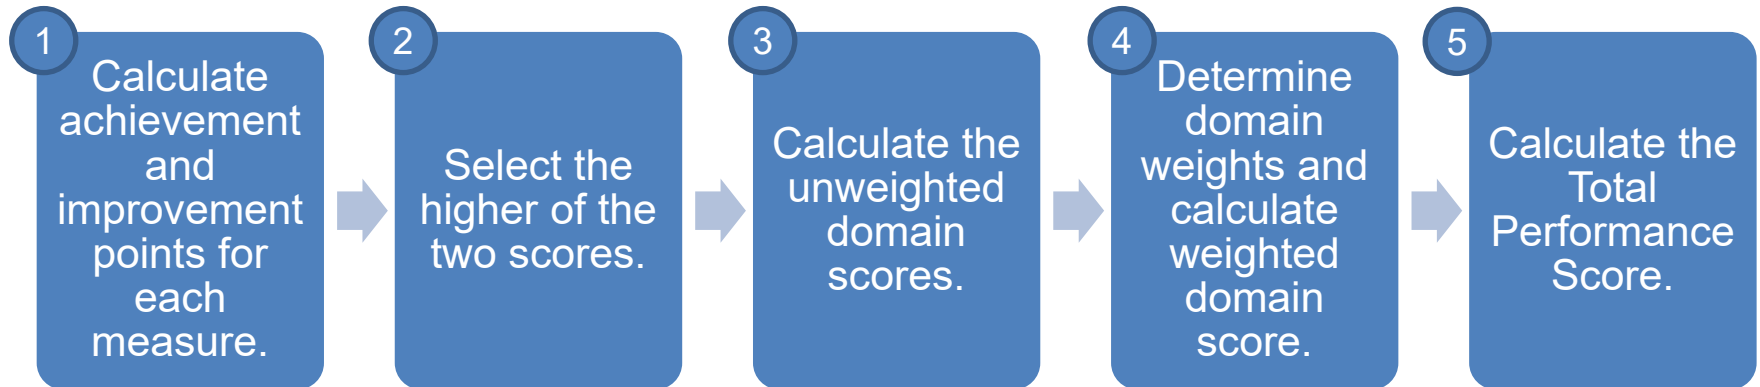 1
Calculate
achievement
and
improvement
points for
each
measure.
2
Select the
higher of the
two scores.
3
Calculate the
unweighted
domain
scores.
4
Determine
domain
weights and
calculate
weighted
domain
score.
5
Calculate the
Total
Performance
Score.